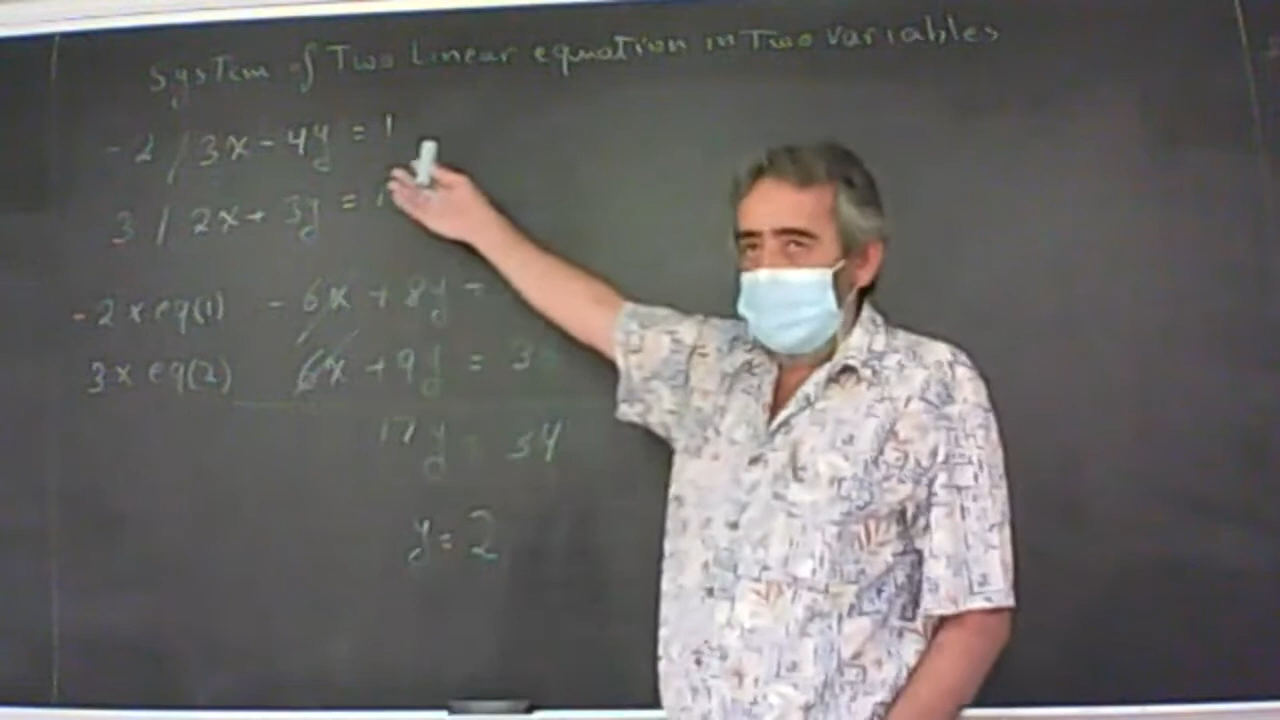 System of Two Linear equation in Two variables
-2 / 3x - 4y = 1
3 / 2x + 3y =
-2 x eq(1) - 6x + 8y =
3 x eq(2) 6x + 9y = 3
17y = 34
y = 2